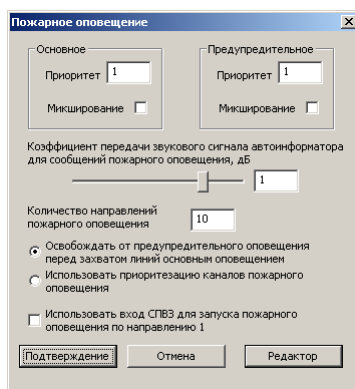 Пожарное оповещение
Основное
Приоритет 1
Микширование
Предупредительное
Приоритет 1
Микширование
Коэффициент передачи звукового сигнала автоинформатора
для сообщений пожарного оповещения, дБ
1
Количество направлений
пожарного оповещения
10
Освобождать от предупредительного оповещения
перед захватом линий основным оповещением
Использовать приоритезацию каналов пожарного
оповещения
Использовать вход СПВЗ для запуска пожарного
оповещения по направлению 1
Подтверждение Отмена Редактор